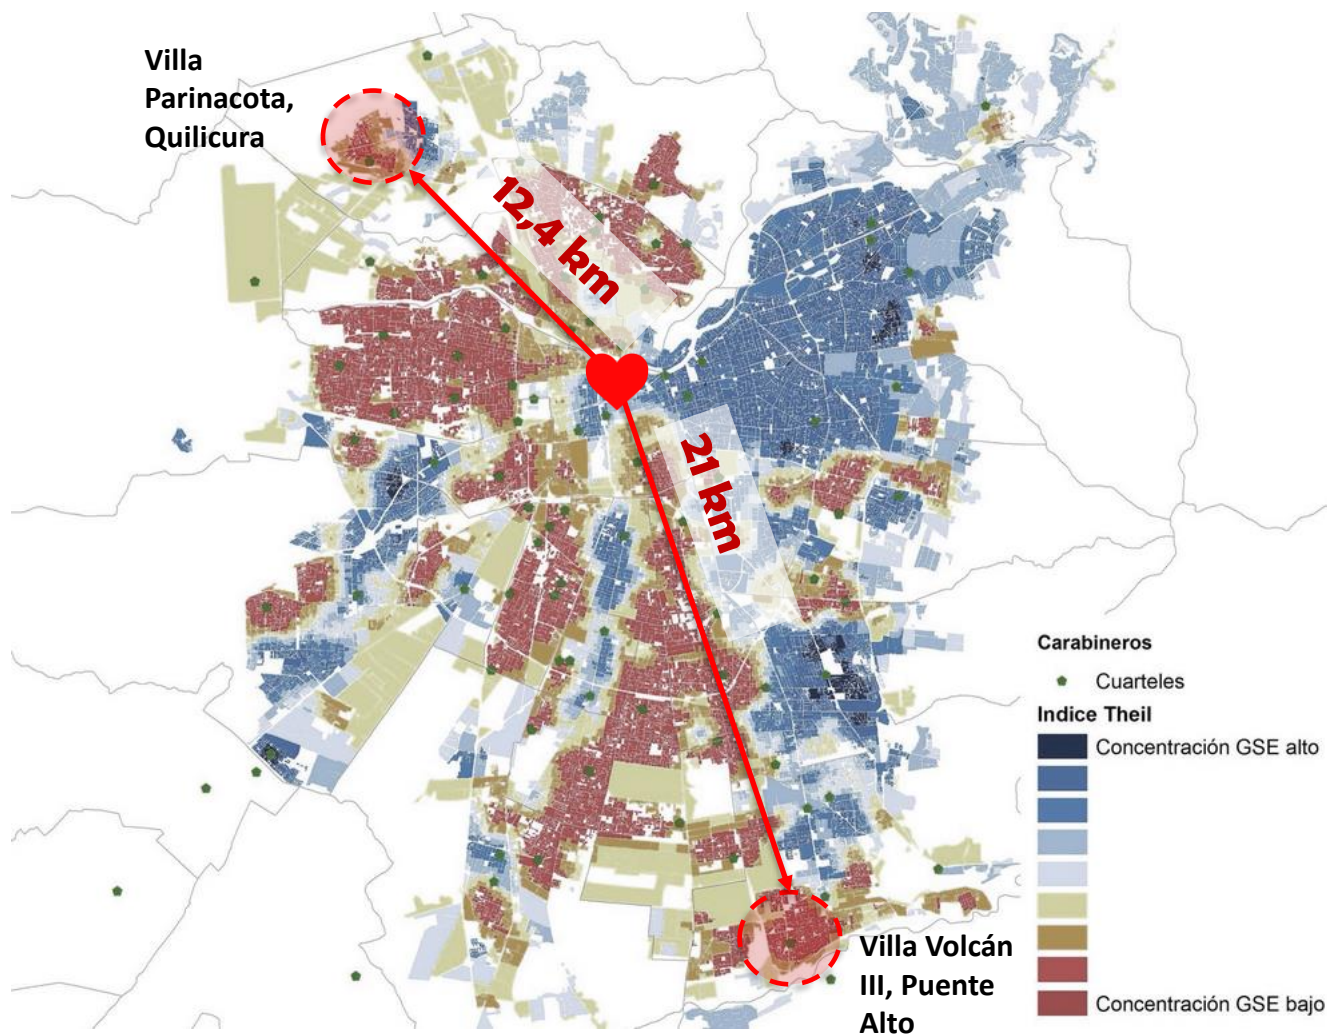 Villa
Parinacota,
Quilicura
12,4 km
21 km
Carabineros
Cuarteles
Indice Theil
Concentración GSE alto
Concentración GSE bajo
Villa Volcán
III, Puente
Alto